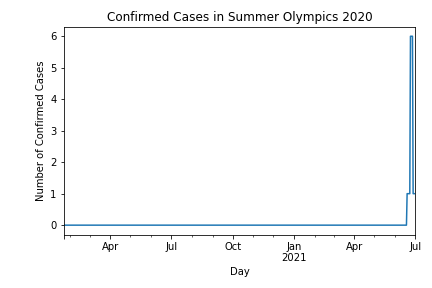 Confirmed Cases in Summer Olympics 2020
Number of Confirmed Cases
6
5
4
3
2
1
0
Apr Jul Oct Jan Apr Jul
2021
Day